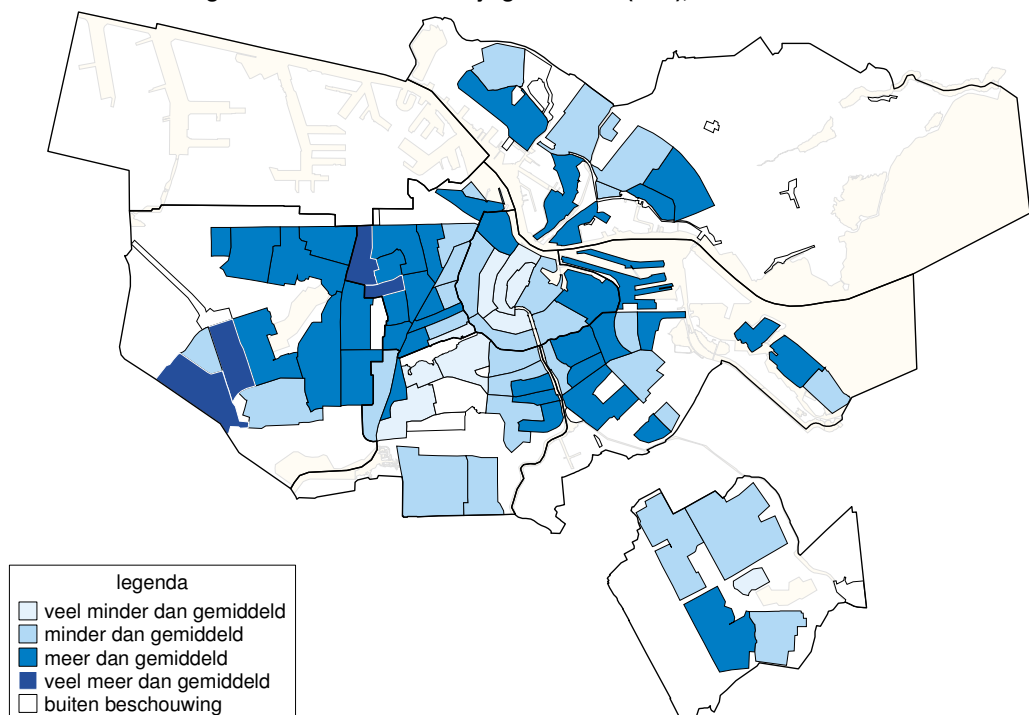 legenda
veel minder dan gemiddeld
minder dan gemiddeld
meer dan gemiddeld
veel meer dan gemiddeld
buiten beschouwing